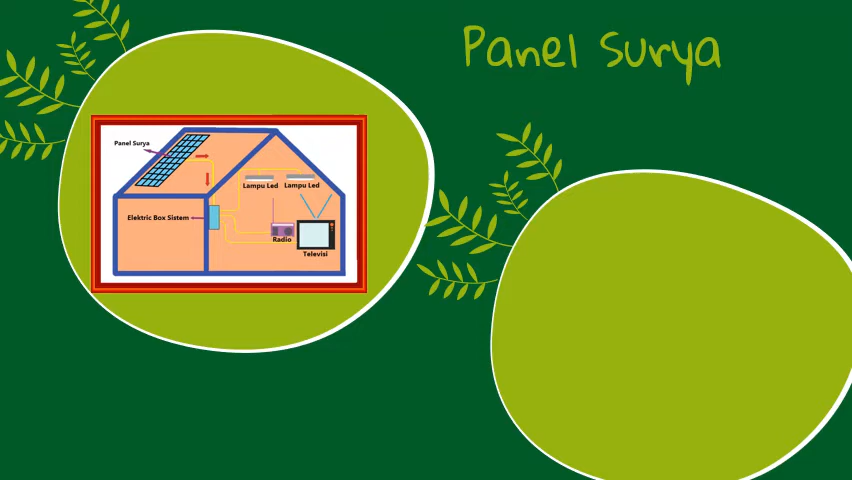 Panel Surya
Panel Surya
Lampu Led
Lampu Led
Elektric Box Sistem
Radio
Televisi